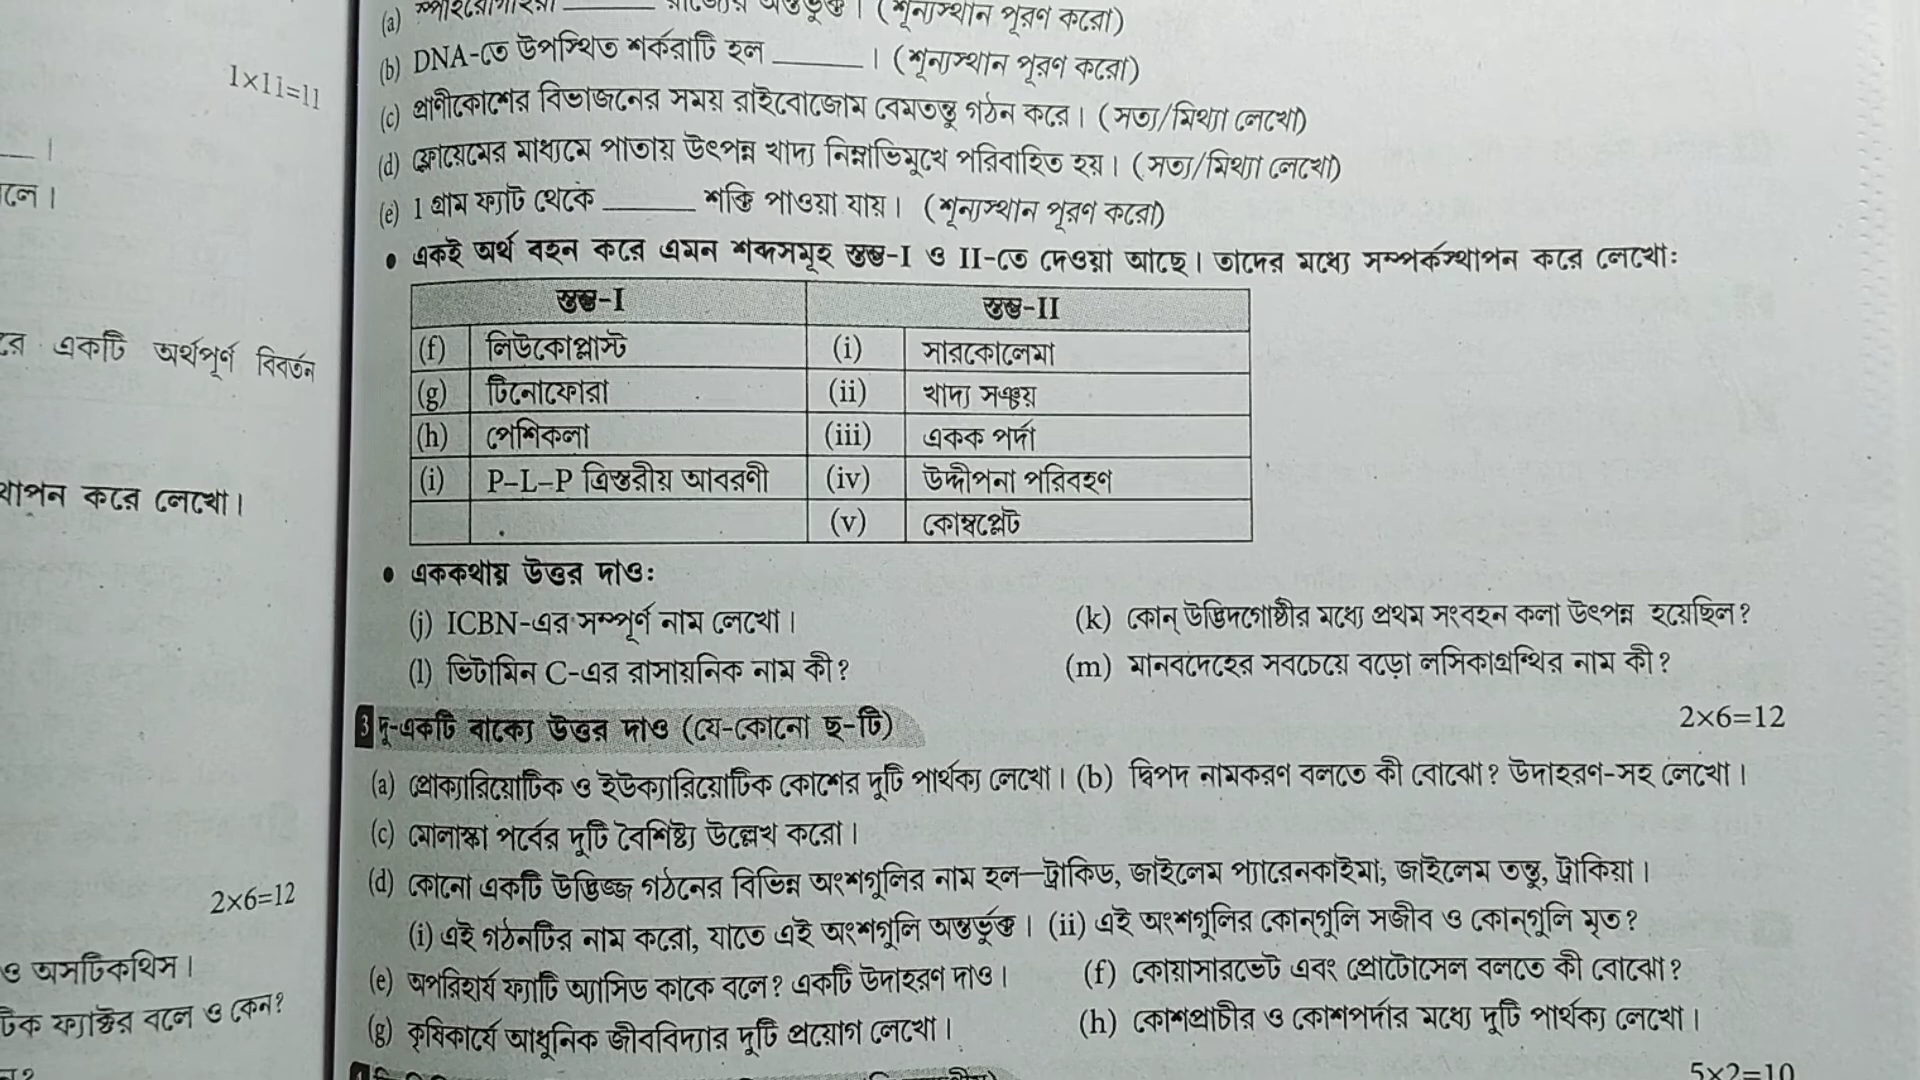 1×11=11
লে।
একটি অর্থপূর্ণ বিবর্তন
থাপন করে লেখো।
2×6=12
ও অসটিকথিস।
টিক ফ্যাক্টর বলে ও কেন?
(a) স্পাইরোগাইরা ______ রাজ্যের অন্তর্ভুক্ত। (শূন্যস্থান পূরণ করো)
(b) DNA-তে উপস্থিত শর্করাটি হল ______। (শূন্যস্থান পূরণ করো)
(c) প্রাণীকোশের বিভাজনের সময় রাইবোজোম বেমতন্তু গঠন করে। (সত্য/মিথ্যা লেখো)
(d) ফ্লোয়েমের মাধ্যমে পাতায় উৎপন্ন খাদ্য নিম্নাভিমুখে পরিবাহিত হয়। (সত্য/মিথ্যা লেখো)
(e) 1 গ্রাম ফ্যাট থেকে ______ শক্তি পাওয়া যায়। (শূন্যস্থান পূরণ করো)
● একই অর্থ বহন করে এমন শব্দসমূহ স্তম্ভ-I ও II-তে দেওয়া আছে। তাদের মধ্যে সম্পর্কস্থাপন করে লেখো:
স্তম্ভ-I স্তম্ভ-II
(f) লিউকোপ্লাস্ট (i) সারকোলেমা
(g) টিনোফোরা (ii) খাদ্য সঞ্চয়
(h) পেশিকলা (iii) একক পর্দা
(i) P–L–P ত্রিস্তরীয় আবরণী (iv) উদ্দীপনা পরিবহণ
(v) কোম্বপ্লেট
● এককথায় উত্তর দাও:
(j) ICBN-এর সম্পূর্ণ নাম লেখো। (k) কোন্ উদ্ভিদগোষ্ঠীর মধ্যে প্রথম সংবহন কলা উৎপন্ন হয়েছিল?
(l) ভিটামিন C-এর রাসায়নিক নাম কী? (m) মানবদেহের সবচেয়ে বড়ো লসিকাগ্রন্থির নাম কী?
3 দু-একটি বাক্যে উত্তর দাও (যে-কোনো ছ-টি) 2×6=12
(a) প্রোক্যারিয়োটিক ও ইউক্যারিয়োটিক কোশের দুটি পার্থক্য লেখো। (b) দ্বিপদ নামকরণ বলতে কী বোঝো? উদাহরণ-সহ লেখো।
(c) মোলাস্কা পর্বের দুটি বৈশিষ্ট্য উল্লেখ করো।
(d) কোনো একটি উদ্ভিজ্জ গঠনের বিভিন্ন অংশগুলির নাম হল—ট্রাকিড, জাইলেম প্যারেনকাইমা, জাইলেম তন্তু, ট্রাকিয়া।
(i) এই গঠনটির নাম করো, যাতে এই অংশগুলি অন্তর্ভুক্ত। (ii) এই অংশগুলির কোন্‌গুলি সজীব ও কোন্‌গুলি মৃত?
(e) অপরিহার্য ফ্যাটি অ্যাসিড কাকে বলে? একটি উদাহরণ দাও। (f) কোয়াসারভেট এবং প্রোটোসেল বলতে কী বোঝো?
(g) কৃষিকার্যে আধুনিক জীববিদ্যার দুটি প্রয়োগ লেখো। (h) কোশপ্রাচীর ও কোশপর্দার মধ্যে দুটি পার্থক্য লেখো।
5×2=10